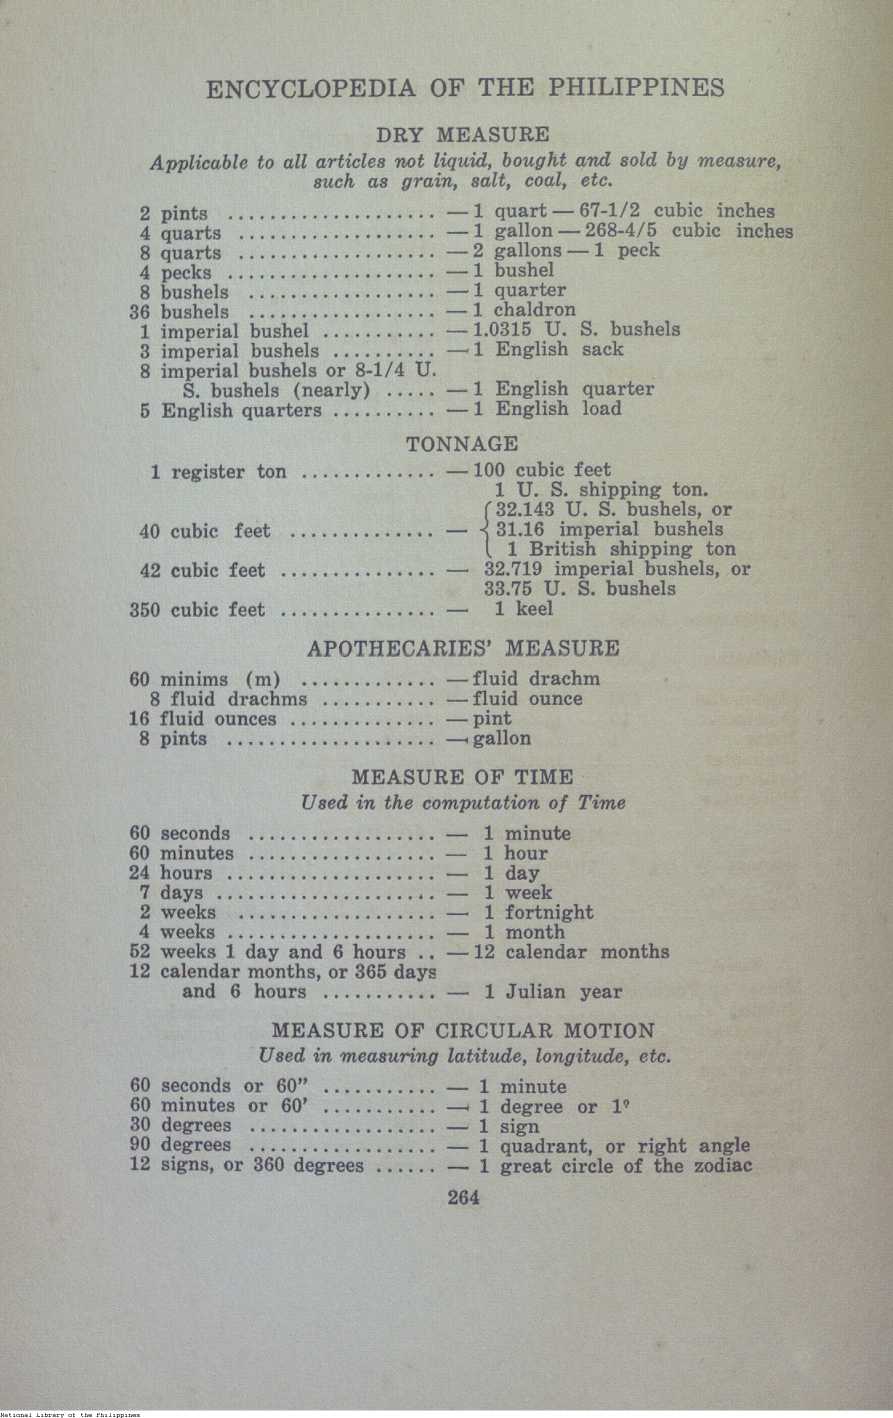 ENCYCLOPEDIA OF THE PHILIPPINES
DRY MEASURE
Applicable to all articles not liquid, bought and sold by measure,
such as grain, salt, coal, etc.
2 pints .................... — 1 quart — 67-1/2 cubic inches
4 quarts ................... — 1 gallon — 268-4/5 cubic inches
8 quarts ................... — 2 gallons — 1 peck
4 pecks .................... — 1 bushel
8 bushels .................. — 1 quarter
36 bushels .................. — 1 chaldron
1 imperial bushel ........... — 1.0315 U. S. bushels
3 imperial bushels .......... — 1 English sack
8 imperial bushels or 8-1/4 U.
S. bushels (nearly) ..... — 1 English quarter
5 English quarters .......... — 1 English load
TONNAGE
1 register ton ............. — 100 cubic feet
1 U. S. shipping ton.
32.143 U. S. bushels, or
40 cubic feet .............. — 31.16 imperial bushels
1 British shipping ton
42 cubic feet ............... — 32.719 imperial bushels, or
33.75 U. S. bushels
350 cubic feet ............... — 1 keel
APOTHECARIES' MEASURE
60 minims (m) ............. — fluid drachm
8 fluid drachms ........... — fluid ounce
16 fluid ounces .............. — pint
8 pints .................... — gallon
MEASURE OF TIME
Used in the computation of Time
60 seconds .................. — 1 minute
60 minutes .................. — 1 hour
24 hours .................... — 1 day
7 days ..................... — 1 week
2 weeks ................... — 1 fortnight
4 weeks .................... — 1 month
52 weeks 1 day and 6 hours .. — 12 calendar months
12 calendar months, or 365 days
and 6 hours ........... — 1 Julian year
MEASURE OF CIRCULAR MOTION
Used in measuring latitude, longitude, etc.
60 seconds or 60” ........... — 1 minute
60 minutes or 60’ ........... — 1 degree or 1º
30 degrees .................. — 1 sign
90 degrees .................. — 1 quadrant, or right angle
12 signs, or 360 degrees ...... — 1 great circle of the zodiac
264
National Library of the Philippines